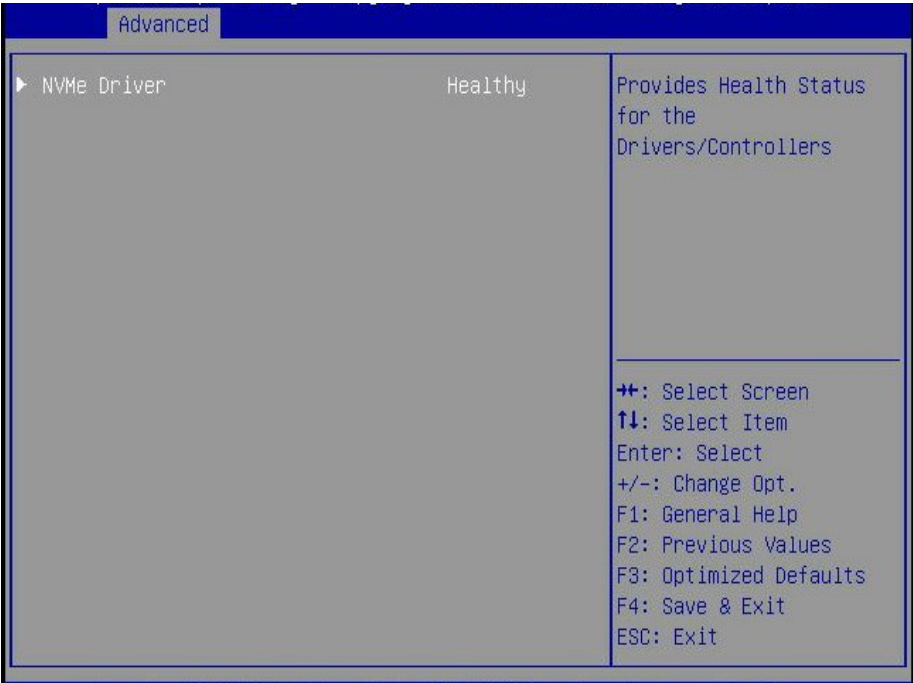 Advanced
NVMe Driver Healthy
Provides Health Status
for the
Drivers/Controllers
→←: Select Screen
↑↓: Select Item
Enter: Select
+/-: Change Opt.
F1: General Help
F2: Previous Values
F3: Optimized Defaults
F4: Save & Exit
ESC: Exit